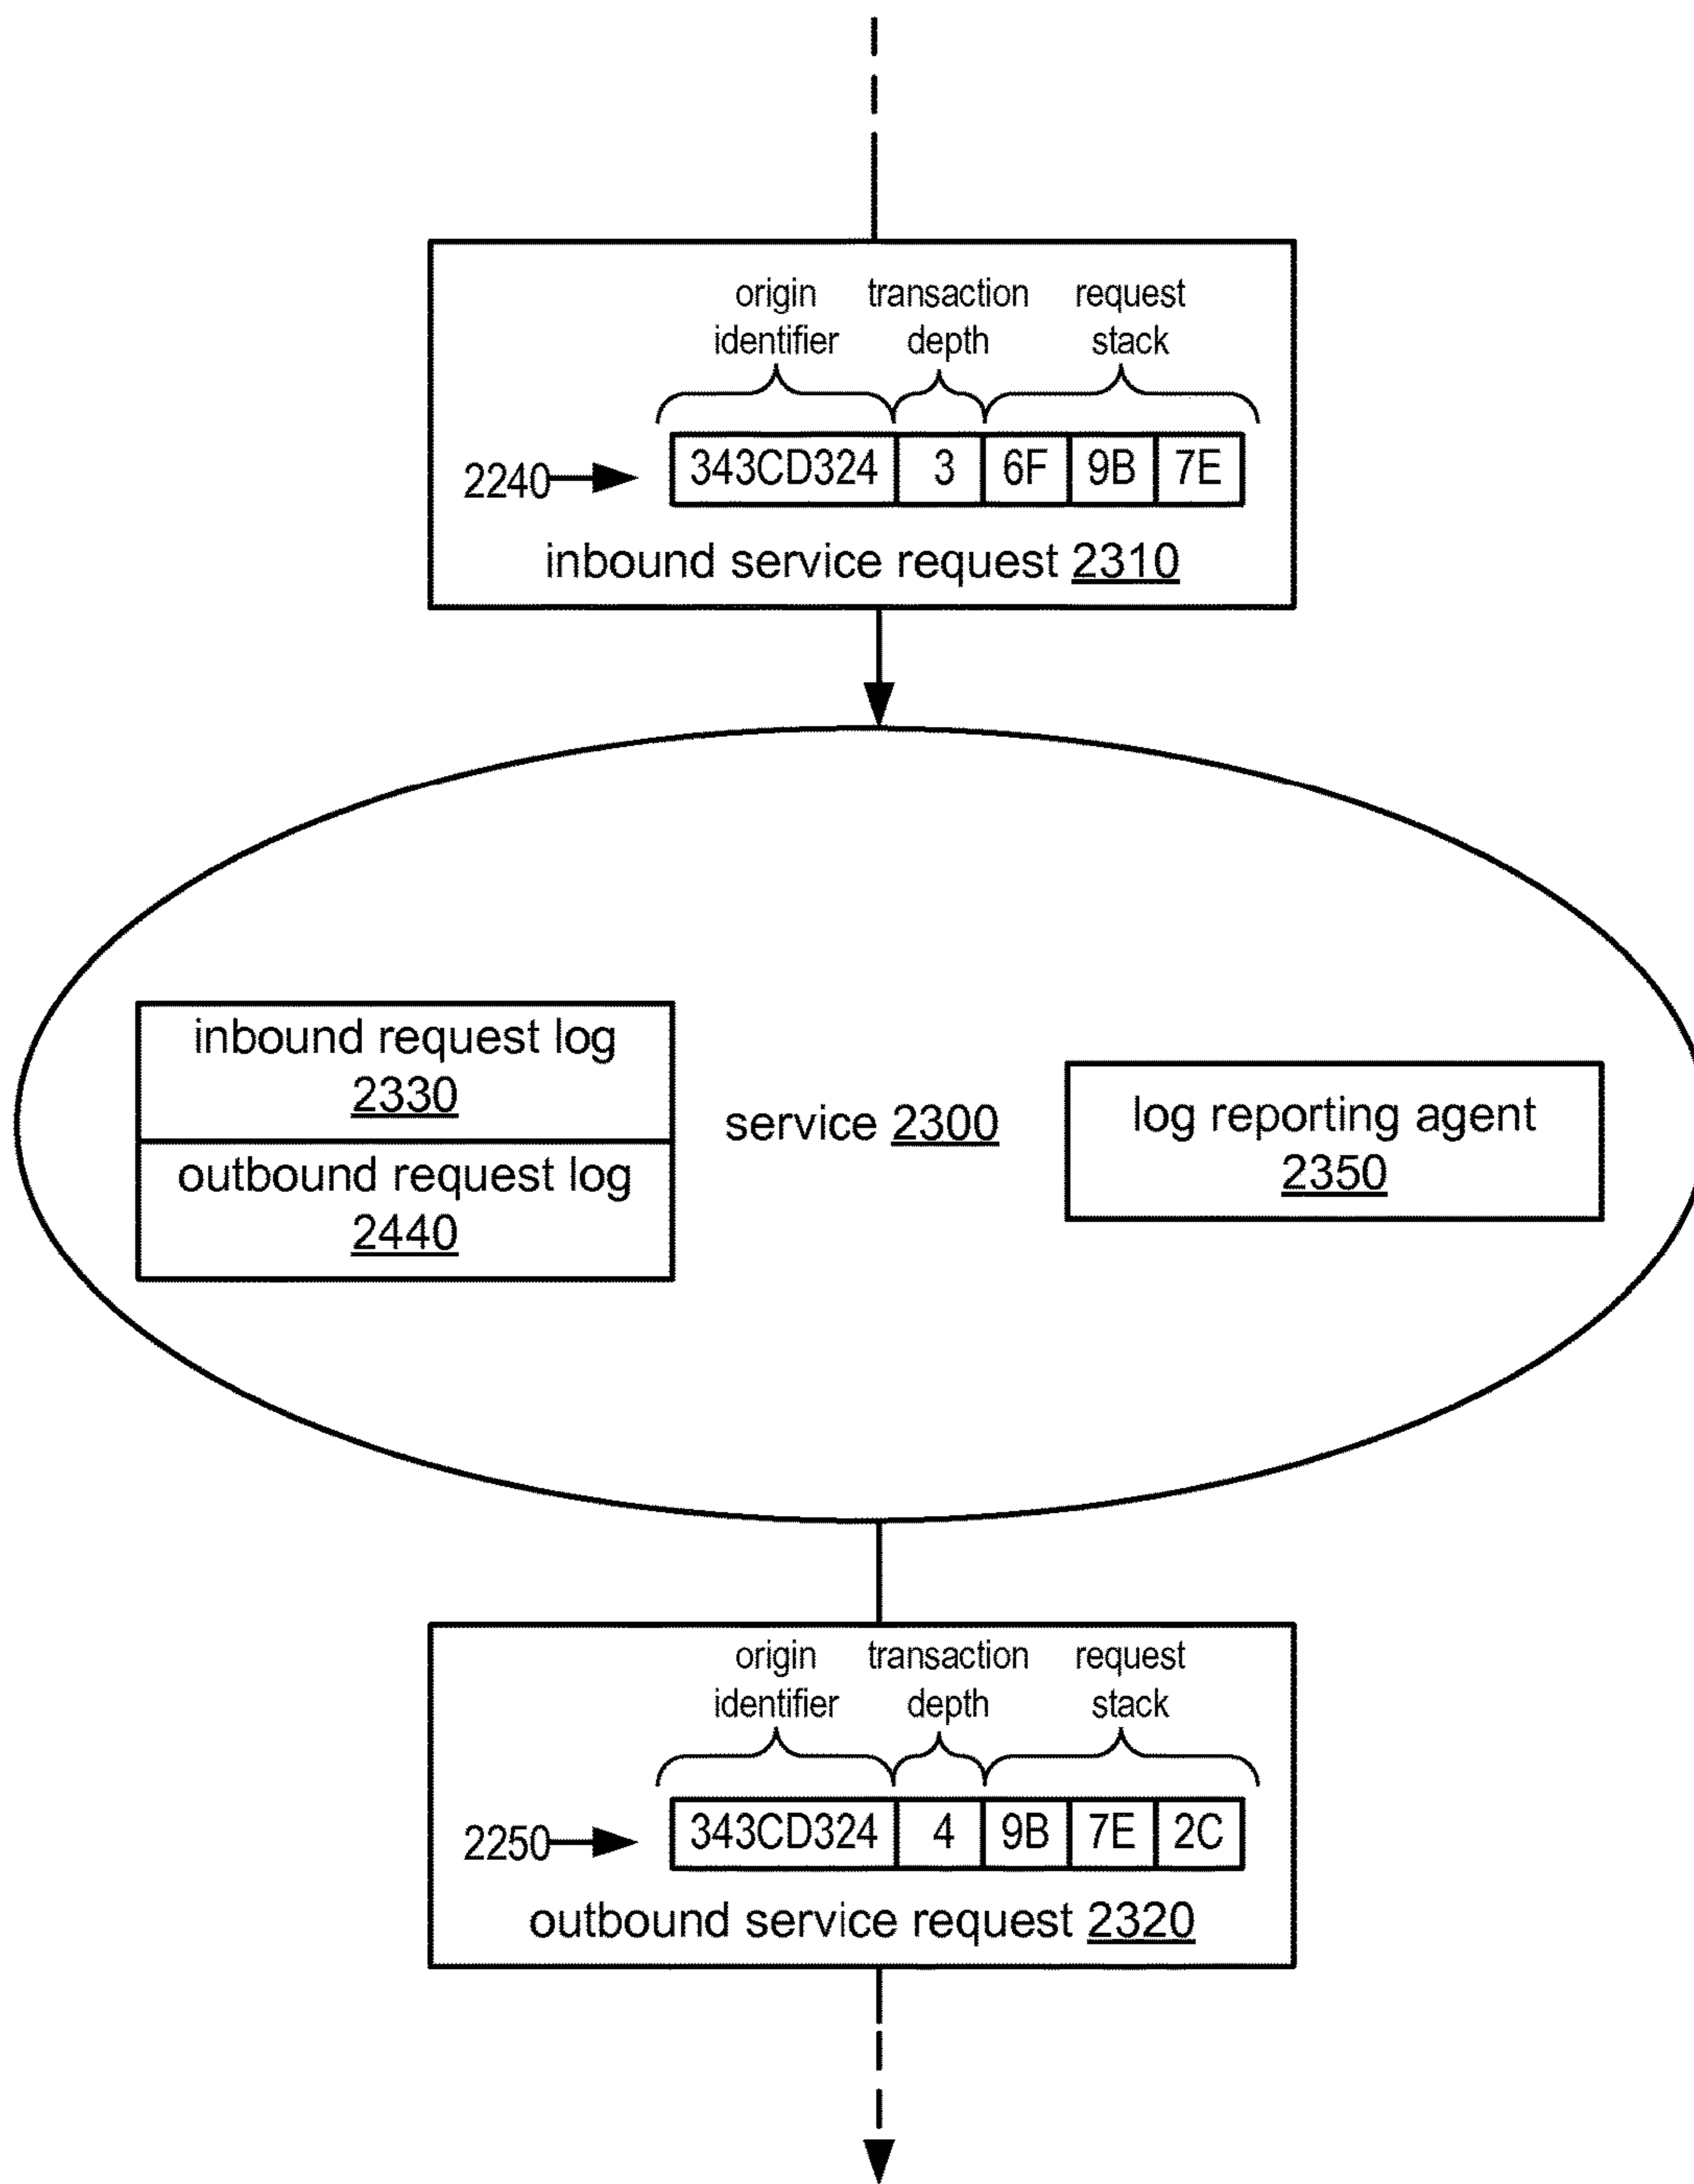 origin transaction request
identifier depth stack
2240 343CD324 3 6F 9B 7E
inbound service request 2310
inbound request log
2330
service 2300
log reporting agent
2350
outbound request log
2440
origin transaction request
identifier depth stack
2250 343CD324 4 9B 7E 2C
outbound service request 2320